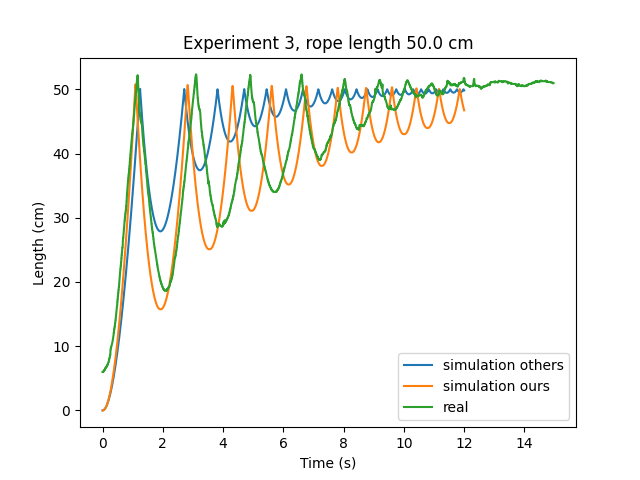 Experiment 3, rope length 50.0 cm
Length (cm)
50
40
30
20
10
0
0 2 4 6 8 10 12 14
Time (s)
simulation others
simulation ours
real